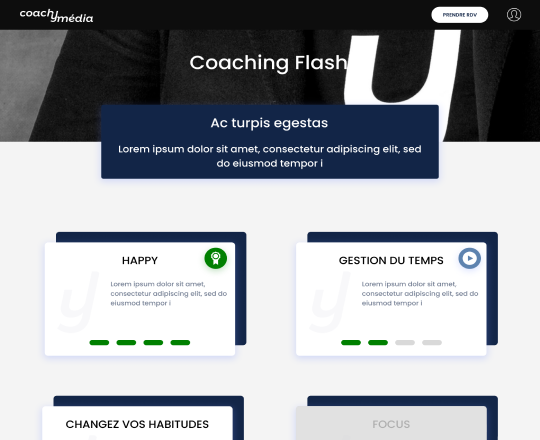 coachy
média
PRENDRE RDV
Coaching Flash
Ac turpis egestas
Lorem ipsum dolor sit amet, consectetur adipiscing elit, sed
do eiusmod tempor i
HAPPY
Lorem ipsum dolor sit amet,
consectetur adipiscing elit, sed do
eiusmod tempor i
GESTION DU TEMPS
Lorem ipsum dolor sit amet,
consectetur adipiscing elit, sed do
eiusmod tempor i
CHANGEZ VOS HABITUDES
FOCUS